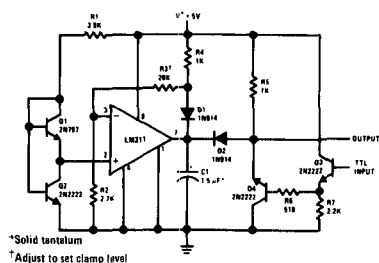 V⁺ = 5V
R1
3.9K
R3†
20K
R4
1K
R5
1K
D1
1N914
Q1
2N797
3
8
LM311
7
D2
1N914
OUTPUT
Q3
2N2222
TTL
INPUT
2
4
1
Q2
2N2222
R2
2.7K
C1
1.5 µF*
Q4
2N2222
R6
510
R7
2.2K
*Solid tantalum
†Adjust to set clamp level